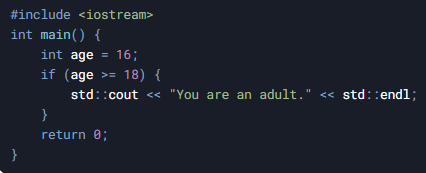 #include <iostream>
int main() {
    int age = 16;
    if (age >= 18) {
        std::cout << "You are an adult." << std::endl;
    }
    return 0;
}